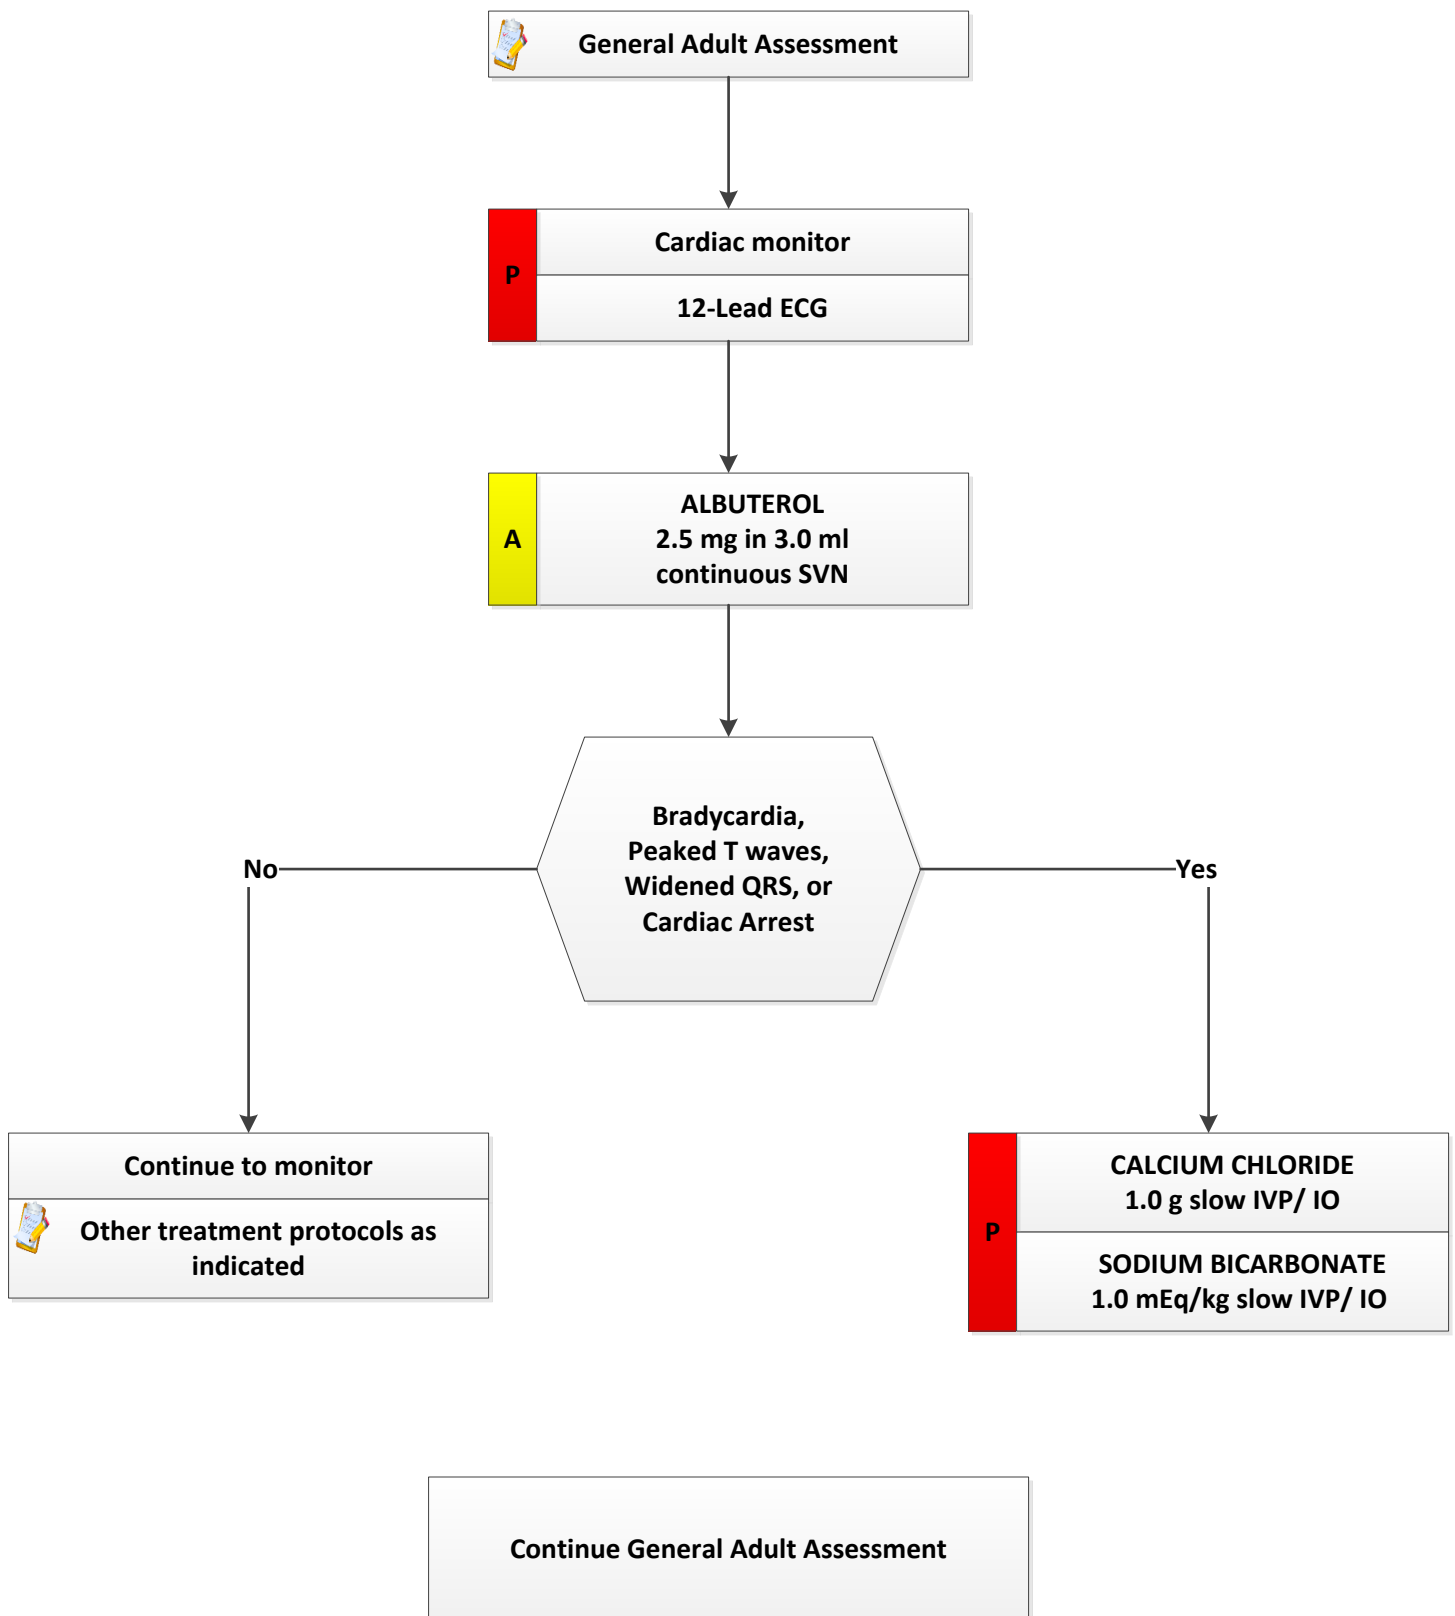 General Adult Assessment
P
Cardiac monitor
12-Lead ECG
A
ALBUTEROL
2.5 mg in 3.0 ml
continuous SVN
Bradycardia,
Peaked T waves,
Widened QRS, or
Cardiac Arrest
No
Yes
Continue to monitor
Other treatment protocols as
indicated
P
CALCIUM CHLORIDE
1.0 g slow IVP/ IO
SODIUM BICARBONATE
1.0 mEq/kg slow IVP/ IO
Continue General Adult Assessment